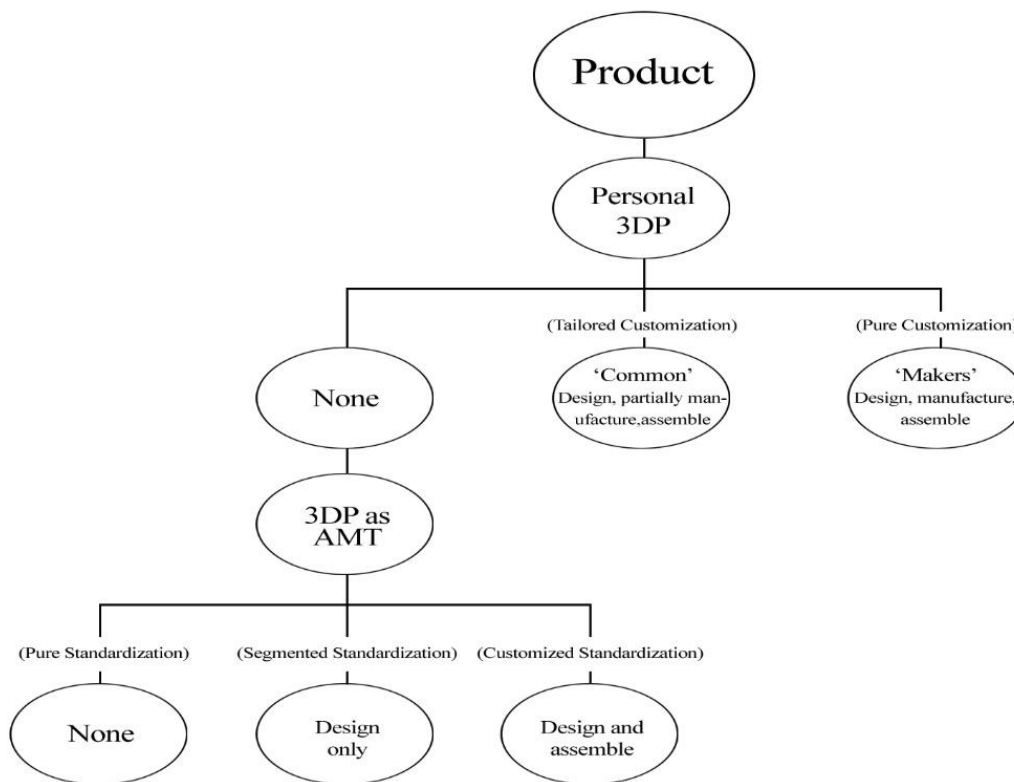 Product
Personal
3DP
(Tailored Customization)
(Pure Customization)
None
‘Common’
Design, partially man-
ufacture,assemble
‘Makers’
Design, manufacture,
assemble
3DP as
AMT
(Pure Standardization)
(Segmented Standardization)
(Customized Standardization)
None
Design
only
Design and
assemble